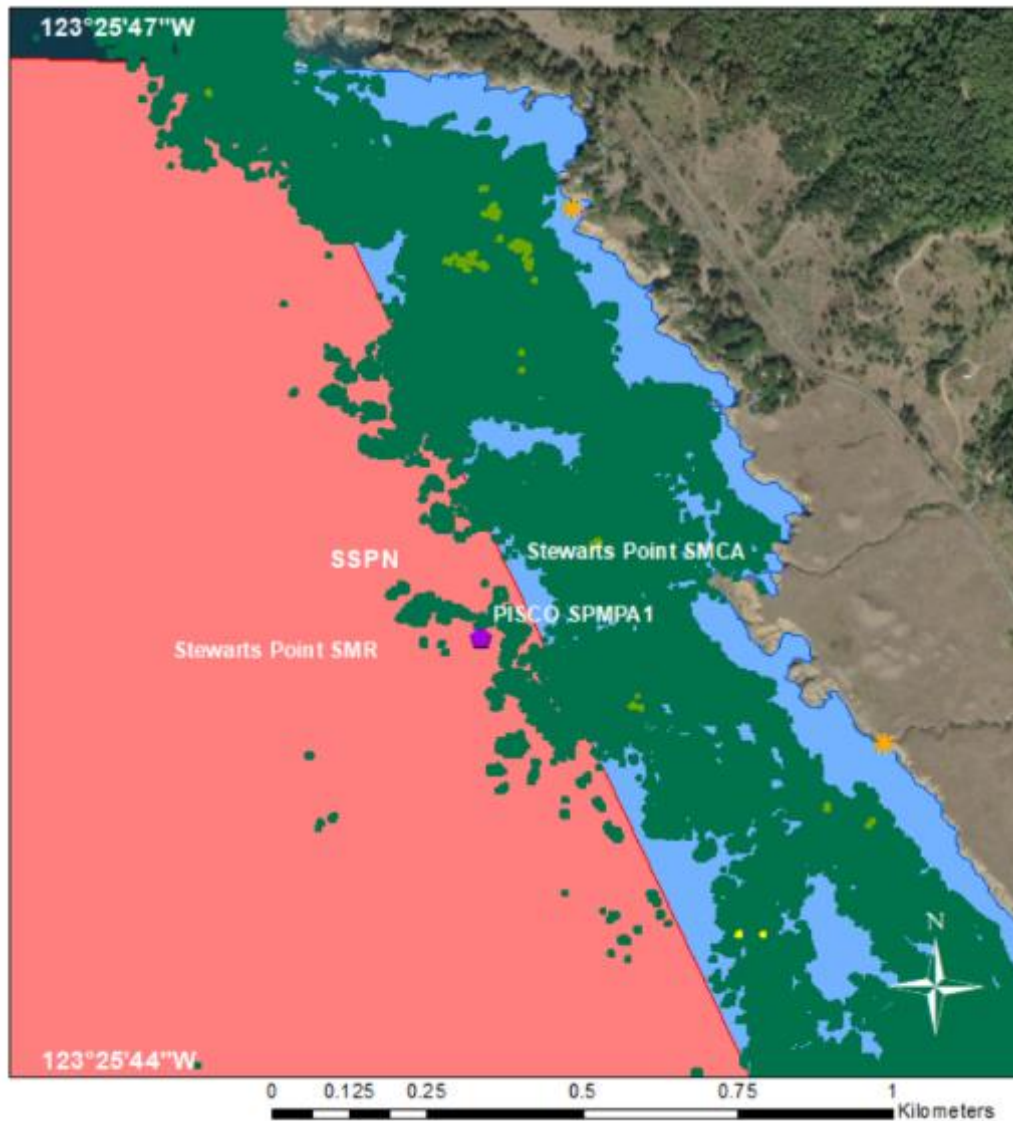 123°25'47"W
Stewarts Point SMCA
SSPN
PISCO SPMPA1
Stewarts Point SMR
N
123°25'44"W
0 0.125 0.25 0.5 0.75 1
Kilometers